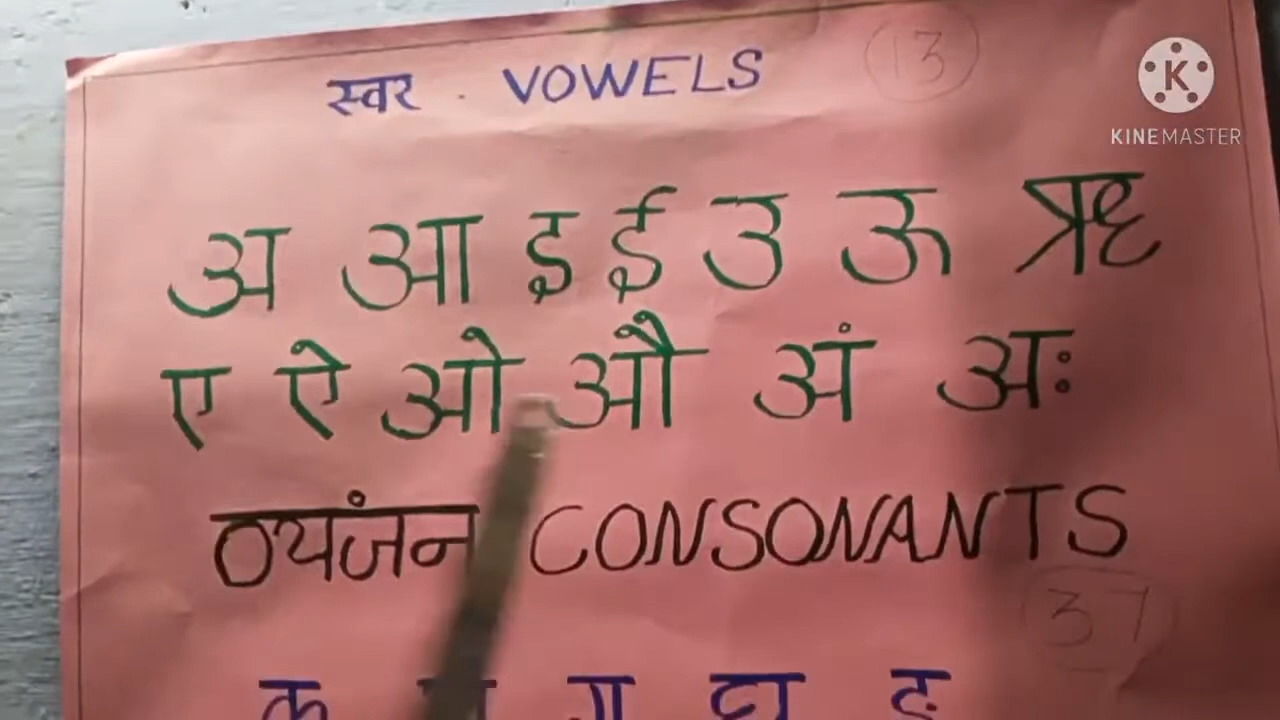 स्वर . VOWELS 13
K
KINEMASTER
अ आ इ ई उ ऊ ऋ
ए ऐ ओ औ अं अः
व्यंजन CONSONANTS
37
क ग घ ङ